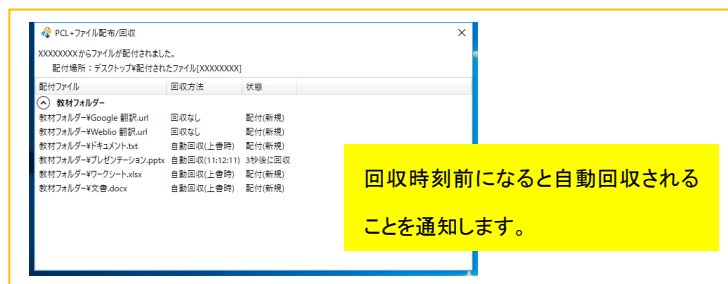 PCL+ファイル配布/回収
XXXXXXXXからファイルが配付されました。
配付場所：デスクトップ¥配付されたファイル[XXXXXXXX]
配付ファイル 回収方法 状態
教材フォルダー
教材フォルダー¥Google 翻訳.url 回収なし 配付(新規)
教材フォルダー¥Weblio 翻訳.url 回収なし 配付(新規)
教材フォルダー¥ドキュメント.txt 自動回収(上書時) 配付(新規)
教材フォルダー¥プレゼンテーション.pptx 自動回収(11:12:11) 3秒後に回収
教材フォルダー¥ワークシート.xlsx 自動回収(上書時) 配付(新規)
教材フォルダー¥文書.docx 自動回収(上書時) 配付(新規)
回収時刻前になると自動回収される
ことを通知します。